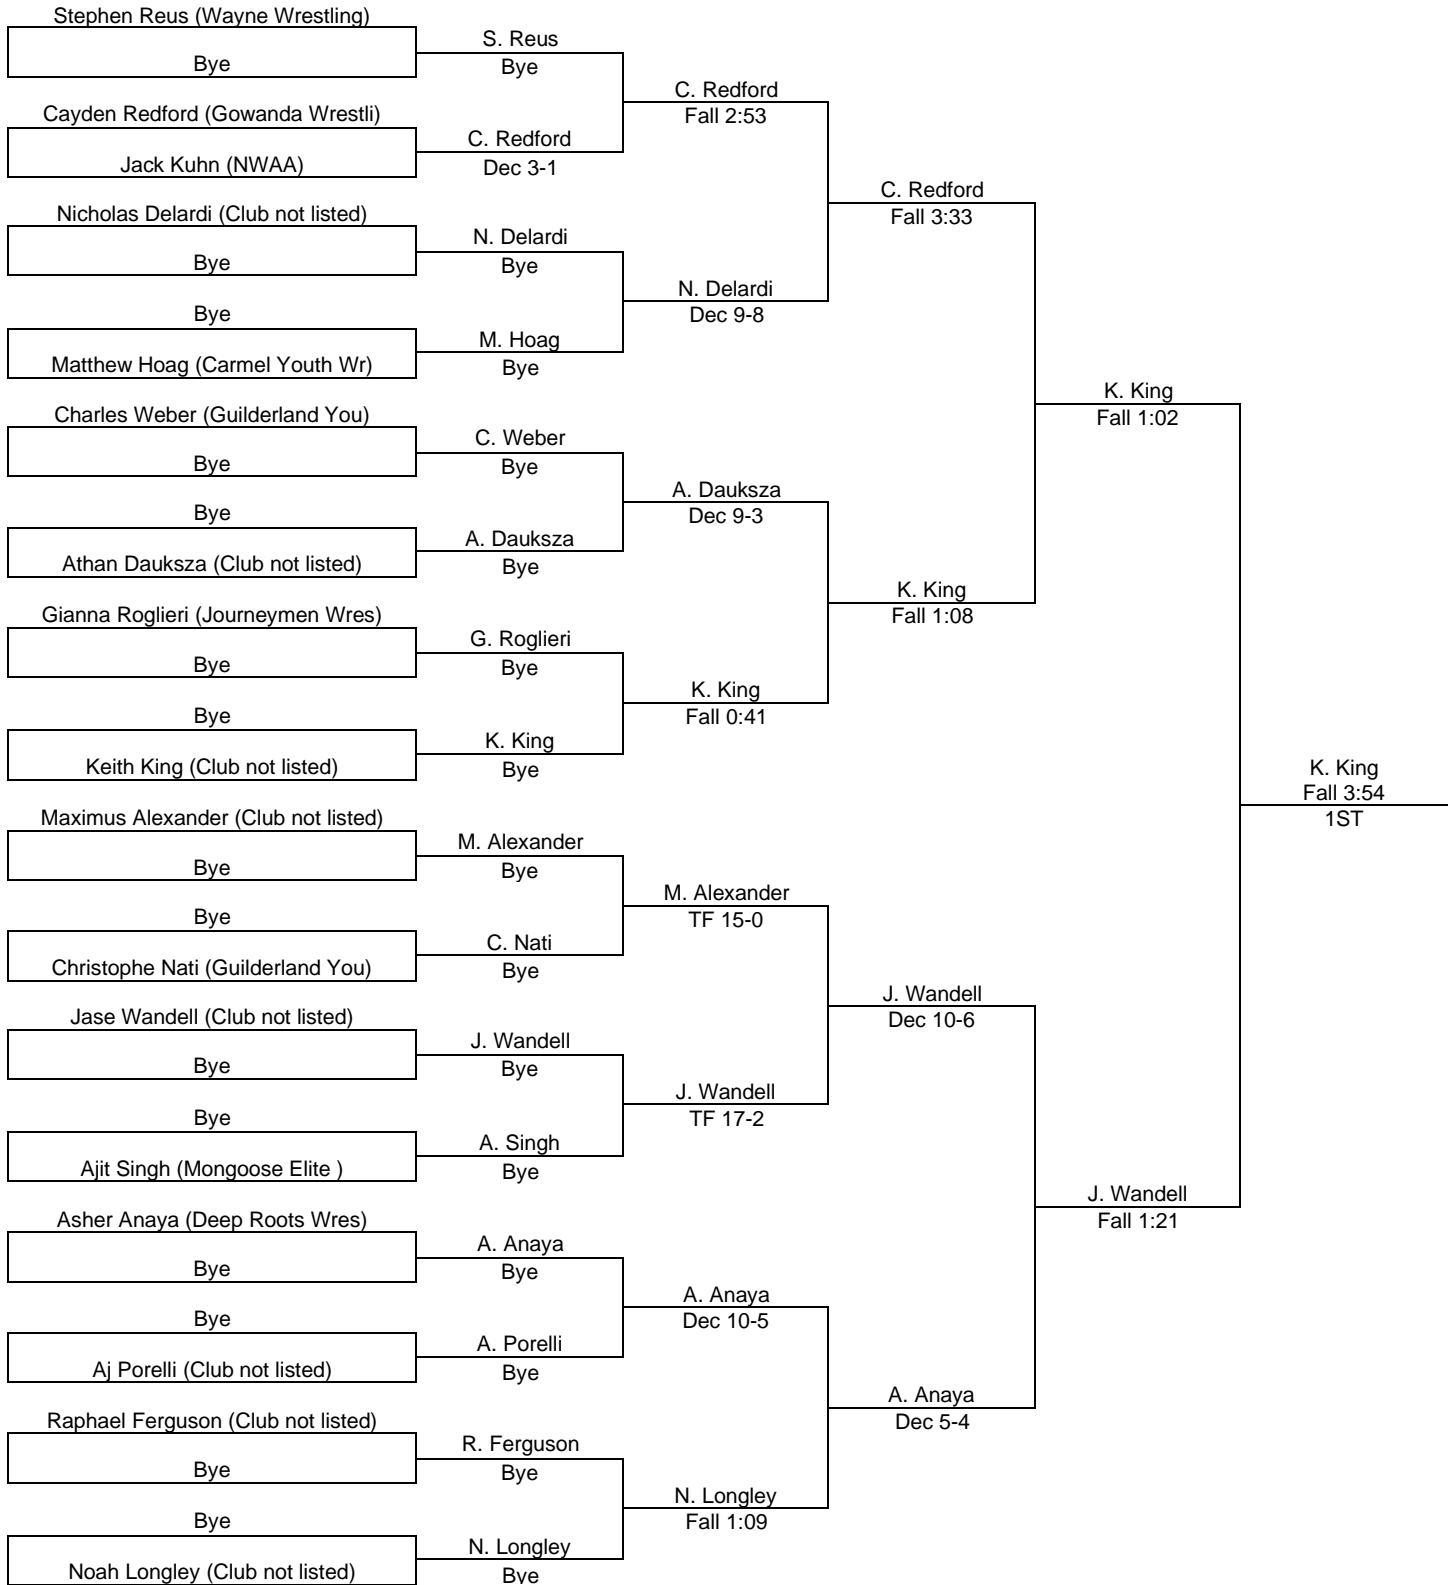 Stephen Reus (Wayne Wrestling)
Bye
Cayden Redford (Gowanda Wrestli)
Jack Kuhn (NWAA)
Nicholas Delardi (Club not listed)
Bye
Bye
Matthew Hoag (Carmel Youth Wr)
Charles Weber (Guilderland You)
Bye
Bye
Athan Dauksza (Club not listed)
Gianna Roglieri (Journeymen Wres)
Bye
Bye
Keith King (Club not listed)
Maximus Alexander (Club not listed)
Bye
Bye
Christophe Nati (Guilderland You)
Jase Wandell (Club not listed)
Bye
Bye
Ajit Singh (Mongoose Elite )
Asher Anaya (Deep Roots Wres)
Bye
Bye
Aj Porelli (Club not listed)
Raphael Ferguson (Club not listed)
Bye
Bye
Noah Longley (Club not listed)
S. Reus
Bye
C. Redford
Dec 3-1
N. Delardi
Bye
M. Hoag
Bye
C. Weber
Bye
A. Dauksza
Bye
G. Roglieri
Bye
K. King
Bye
M. Alexander
Bye
C. Nati
Bye
J. Wandell
Bye
A. Singh
Bye
A. Anaya
Bye
A. Porelli
Bye
R. Ferguson
Bye
N. Longley
Bye
C. Redford
Fall 2:53
N. Delardi
Dec 9-8
A. Dauksza
Dec 9-3
K. King
Fall 0:41
M. Alexander
TF 15-0
J. Wandell
TF 17-2
A. Anaya
Dec 10-5
N. Longley
Fall 1:09
C. Redford
Fall 3:33
K. King
Fall 1:08
J. Wandell
Dec 10-6
A. Anaya
Dec 5-4
K. King
Fall 1:02
J. Wandell
Fall 1:21
K. King
Fall 3:54
1ST